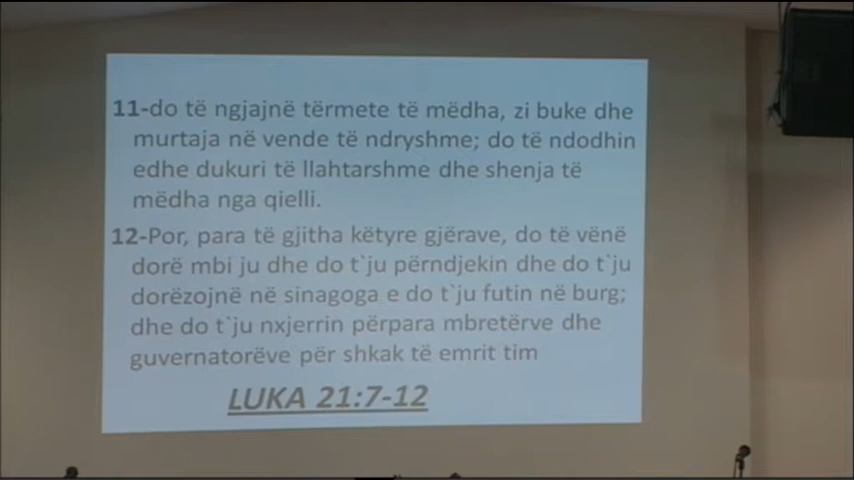 11-do të ngjajnë tërmete të mëdha, zi buke dhe
murtaja në vende të ndryshme; do të ndodhin
edhe dukuri të llahtarshme dhe shenja të
mëdha nga qielli.
12-Por, para të gjitha këtyre gjërave, do të vënë
dorë mbi ju dhe do t`ju përndjekin dhe do t`ju
dorëzojnë në sinagoga e do t`ju futin në burg;
dhe do t`ju nxjerrin përpara mbretërve dhe
guvernatorëve për shkak të emrit tim
LUKA 21:7-12